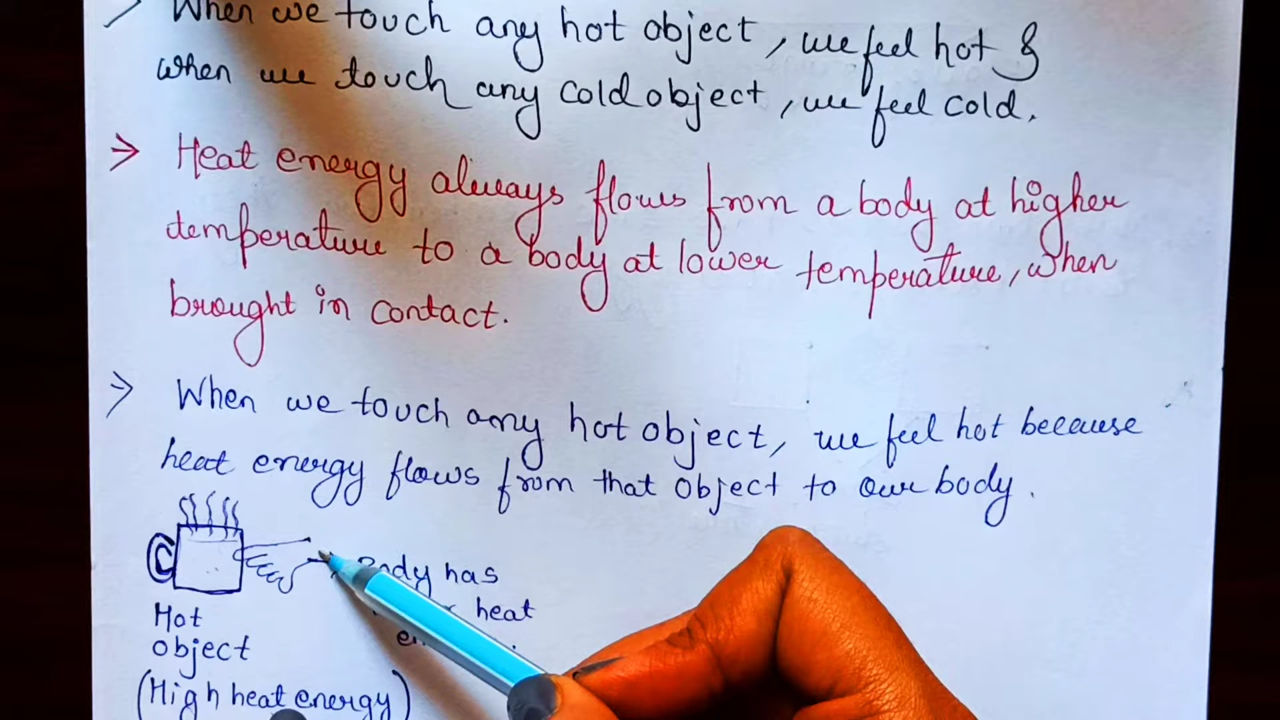 When we touch any hot object, we feel hot &
when we touch any cold object, we feel cold.
⇒ Heat energy always flows from a body at higher
temperature to a body at lower temperature, when
brought in contact.
⇒ When we touch any hot object, we feel hot because
heat energy flows from that object to our body.
Body has
heat
Hot
object
(High heat energy)